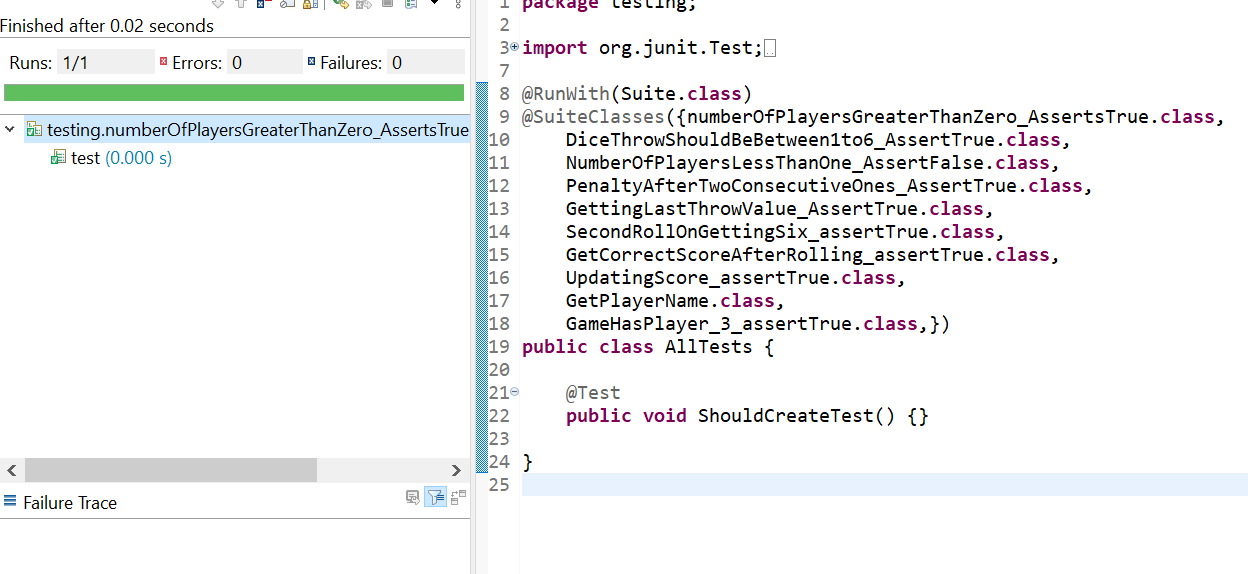 Finished after 0.02 seconds
Runs: 1/1 Errors: 0 Failures: 0
testing.numberOfPlayersGreaterThanZero_AssertsTrue
test (0.000 s)
Failure Trace
1 package testing;
2
3 import org.junit.Test;
7
8 @RunWith(Suite.class)
9 @SuiteClasses({numberOfPlayersGreaterThanZero_AssertsTrue.class,
10 DiceThrowShouldBeBetween1to6_AssertTrue.class,
11 NumberOfPlayersLessThanOne_AssertFalse.class,
12 PenaltyAfterTwoConsecutiveOnes_AssertTrue.class,
13 GettingLastThrowValue_AssertTrue.class,
14 SecondRollOnGettingSix_assertTrue.class,
15 GetCorrectScoreAfterRolling_assertTrue.class,
16 UpdatingScore_assertTrue.class,
17 GetPlayerName.class,
18 GameHasPlayer_3_assertTrue.class,})
19 public class AllTests {
20
21 @Test
22 public void ShouldCreateTest() {}
23
24 }
25